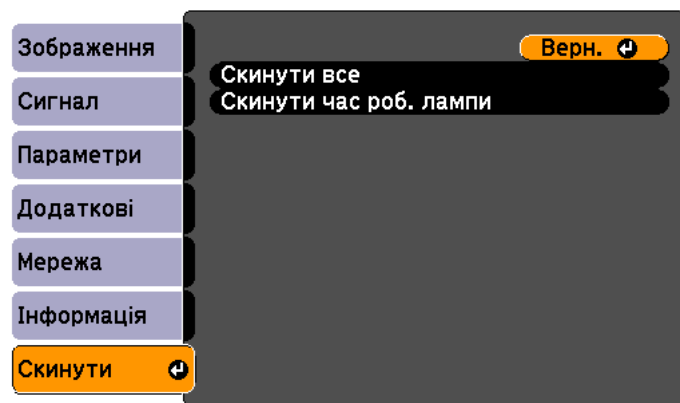 Зображення
Сигнал
Параметри
Додаткові
Мережа
Інформація
Скинути
Верн.
Скинути все
Скинути час роб. лампи